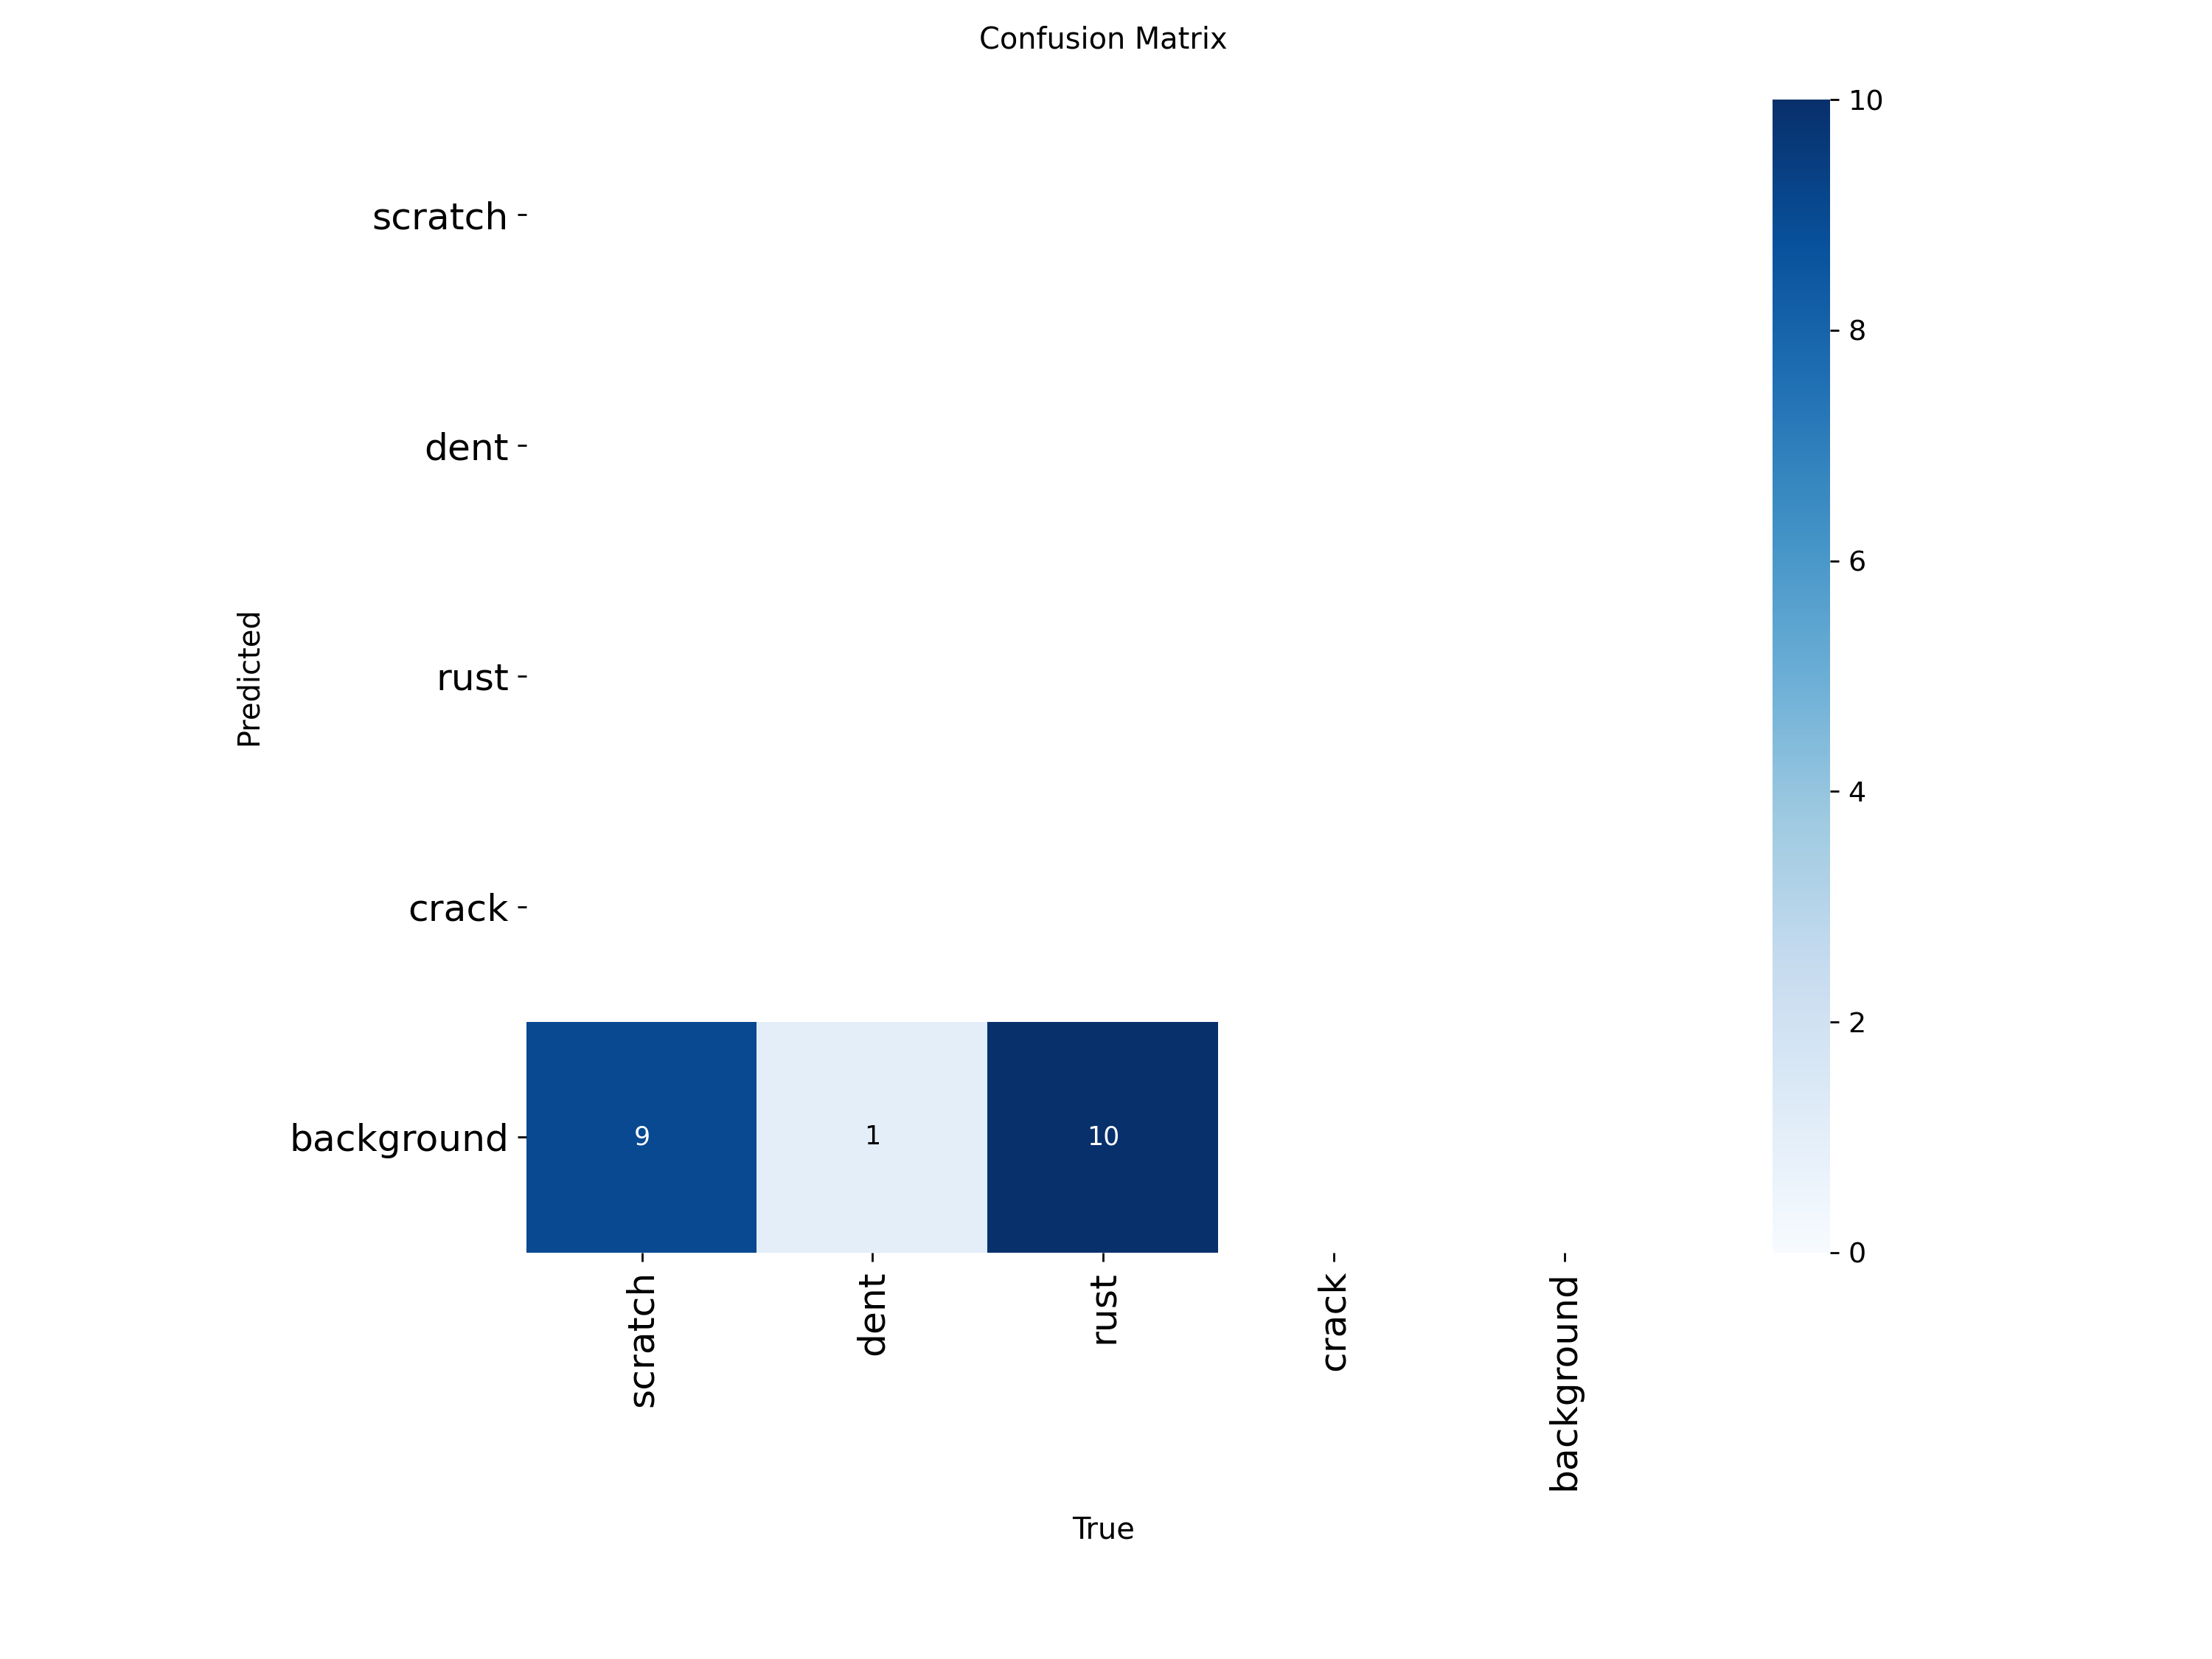 Confusion Matrix
scratch
dent
rust
crack
background
Predicted
9
1
10
scratch
dent
rust
crack
background
True
10
8
6
4
2
0